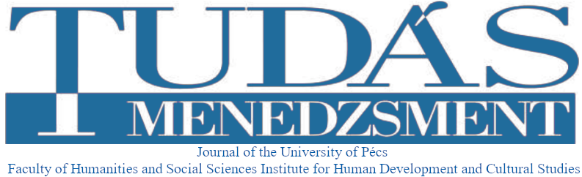 TUDÁS
MENEDZSMENT
Journal of the University of Pécs
Faculty of Humanities and Social Sciences Institute for Human Development and Cultural Studies